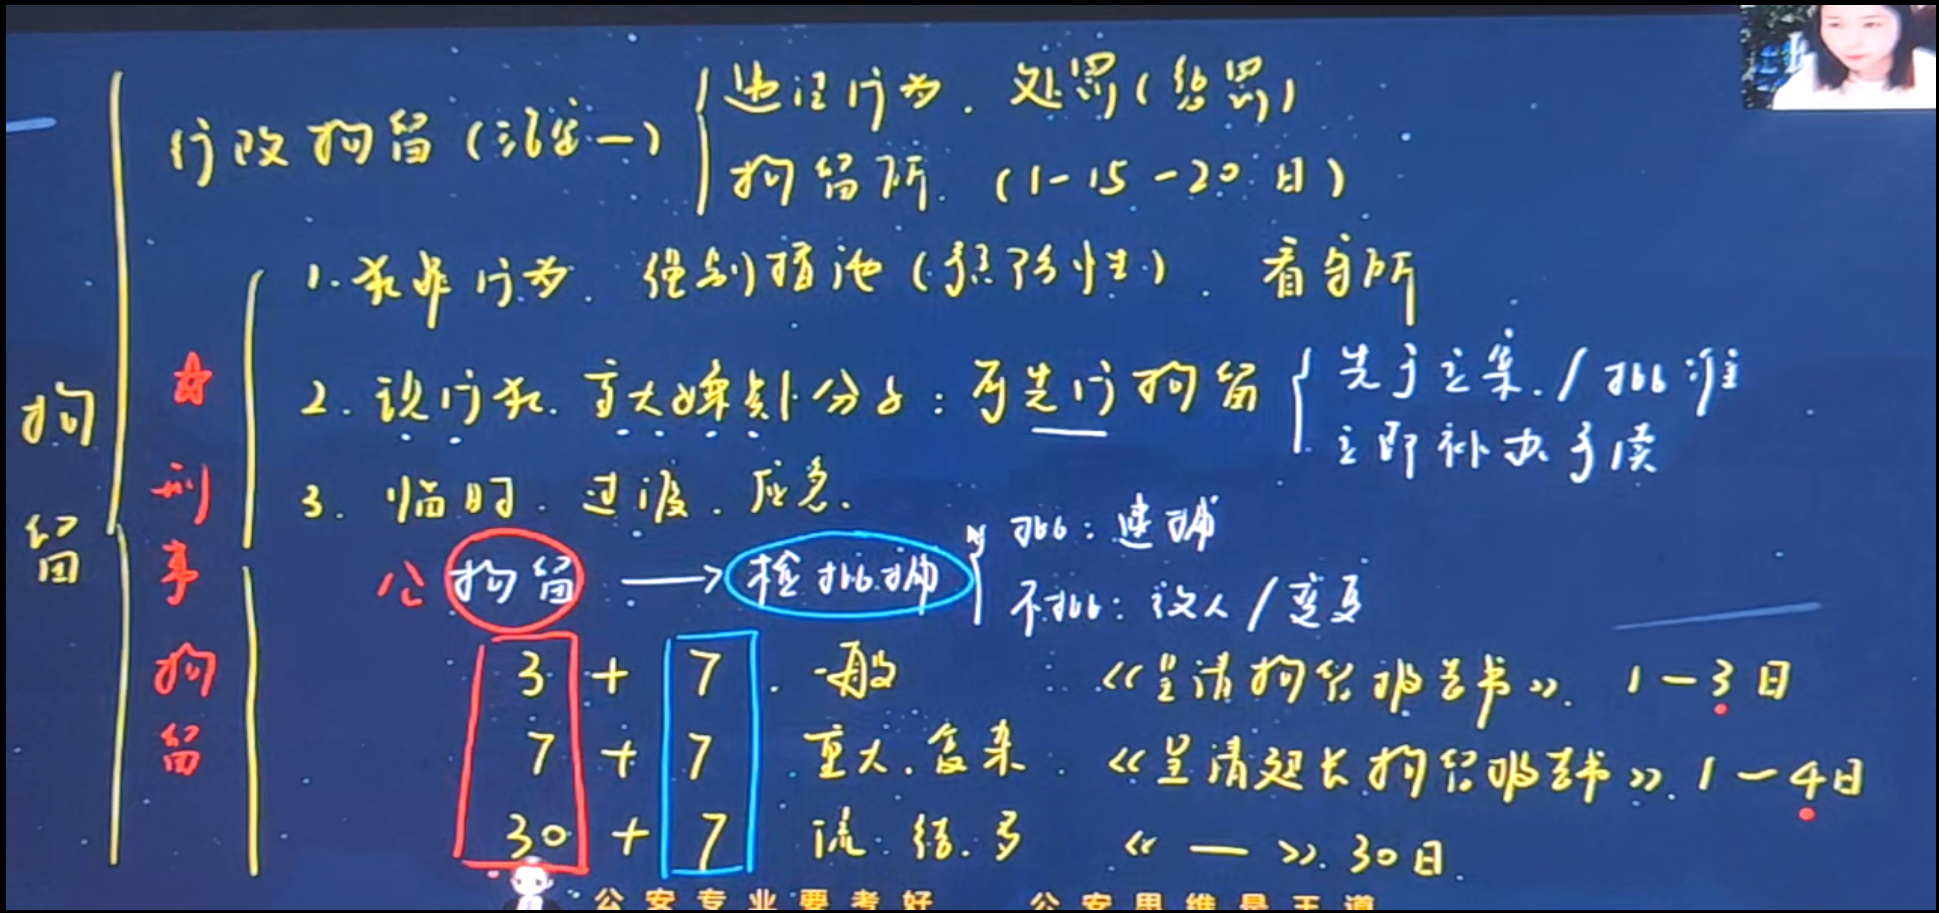 拘留
行政拘留(治安一)
违法行为.处罚(惩罚)
拘留所.(1-15-20日)
☆刑事拘留
1.犯罪行为.强制措施(预防性).看守所
2.现行犯.重大嫌疑分子:可先行拘留
先于立案./批准
立即补办手续
3.临时.过渡.应急.
公 拘留 → 检批捕
批:逮捕
不批:放人/变更
3 + 7.一般 《呈请拘留报告书》.1-3日
7 + 7.重大.复杂.《呈请延长拘留报告书》.1-4日
30 + 7 流.结.多 《—》.30日.
公安专业要考好 公安思维是王道